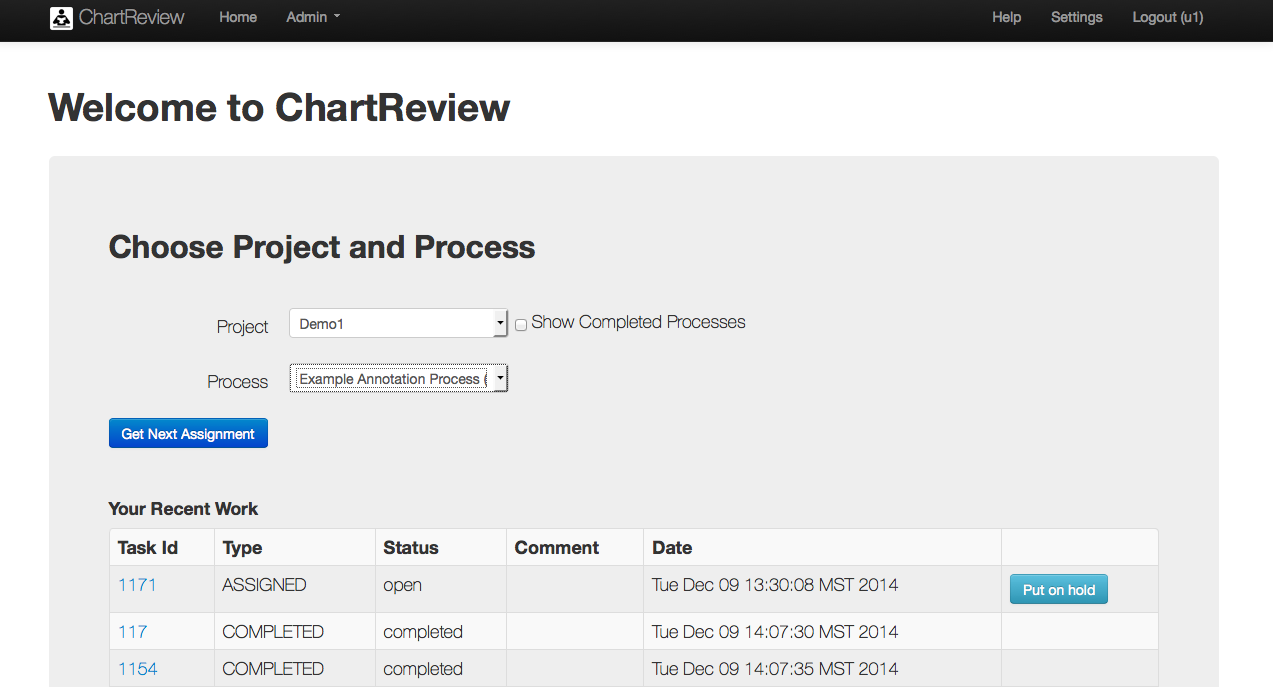 ChartReview Home Admin Help Settings Logout (u1)
Welcome to ChartReview
Choose Project and Process
Project Demo1 Show Completed Processes
Process Example Annotation Process (
Get Next Assignment
Your Recent Work
Task Id Type Status Comment Date
1171 ASSIGNED open Tue Dec 09 13:30:08 MST 2014 Put on hold
117 COMPLETED completed Tue Dec 09 14:07:30 MST 2014
1154 COMPLETED completed Tue Dec 09 14:07:35 MST 2014